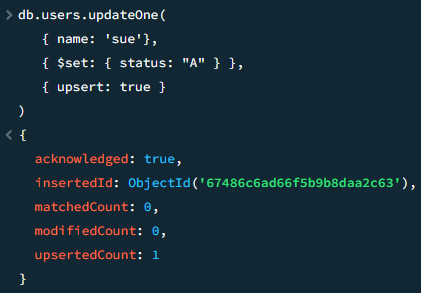 > db.users.updateOne(
{ name: 'sue'},
{ $set: { status: "A" } },
{ upsert: true }
)
< {
acknowledged: true,
insertedId: ObjectId('67486c6ad66f5b9b8daa2c63'),
matchedCount: 0,
modifiedCount: 0,
upsertedCount: 1
}